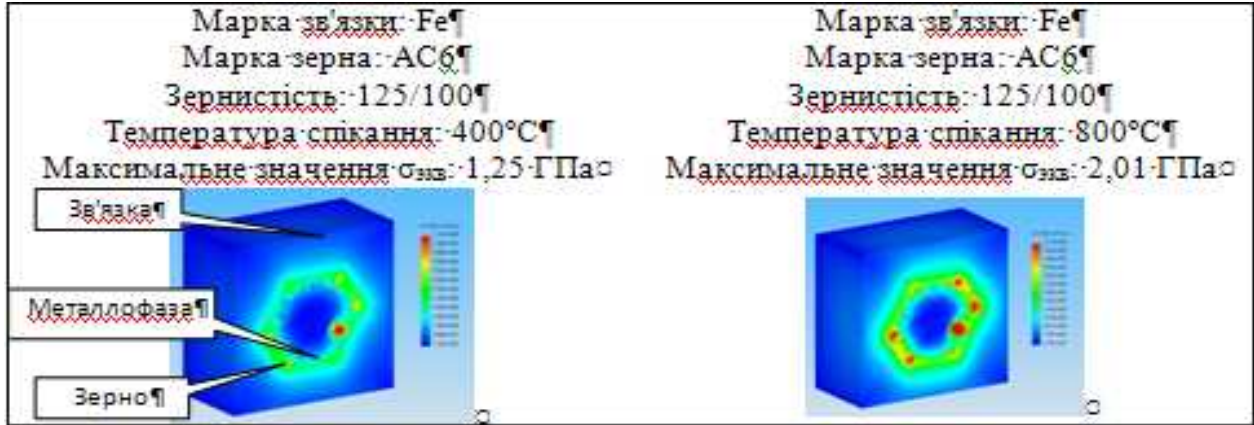 Марка зв'язки: Fe¶
Марка зерна: АС6¶
Зернистість: 125/100¶
Температура спікання: 400°С¶
Максимальне значення σэкв: 1,25 ГПа¤
Зв'язка¶
Металлофаза¶
Зерно¶
Марка зв'язки: Fe¶
Марка зерна: АС6¶
Зернистість: 125/100¶
Температура спікання: 800°С¶
Максимальне значення σэкв: 2,01 ГПа¤